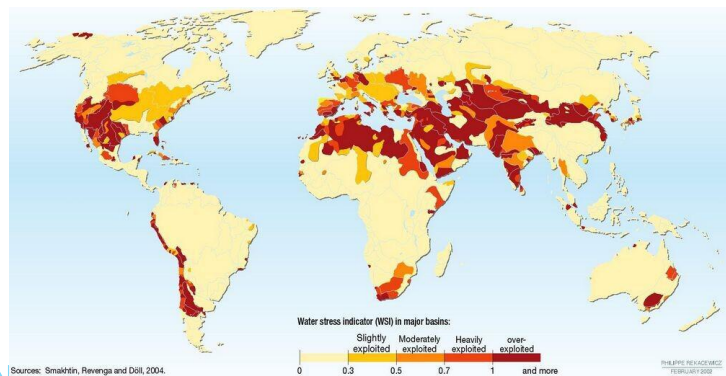 Water stress indicator (WSI) in major basins:
Slightly exploited
Moderately exploited
Heavily exploited
over-exploited
0 0.3 0.5 0.7 1 and more
PHILIPPE REKACEWICZ
FEBRUARY 2002
Sources: Smakhtin, Revenga and Döll, 2004.